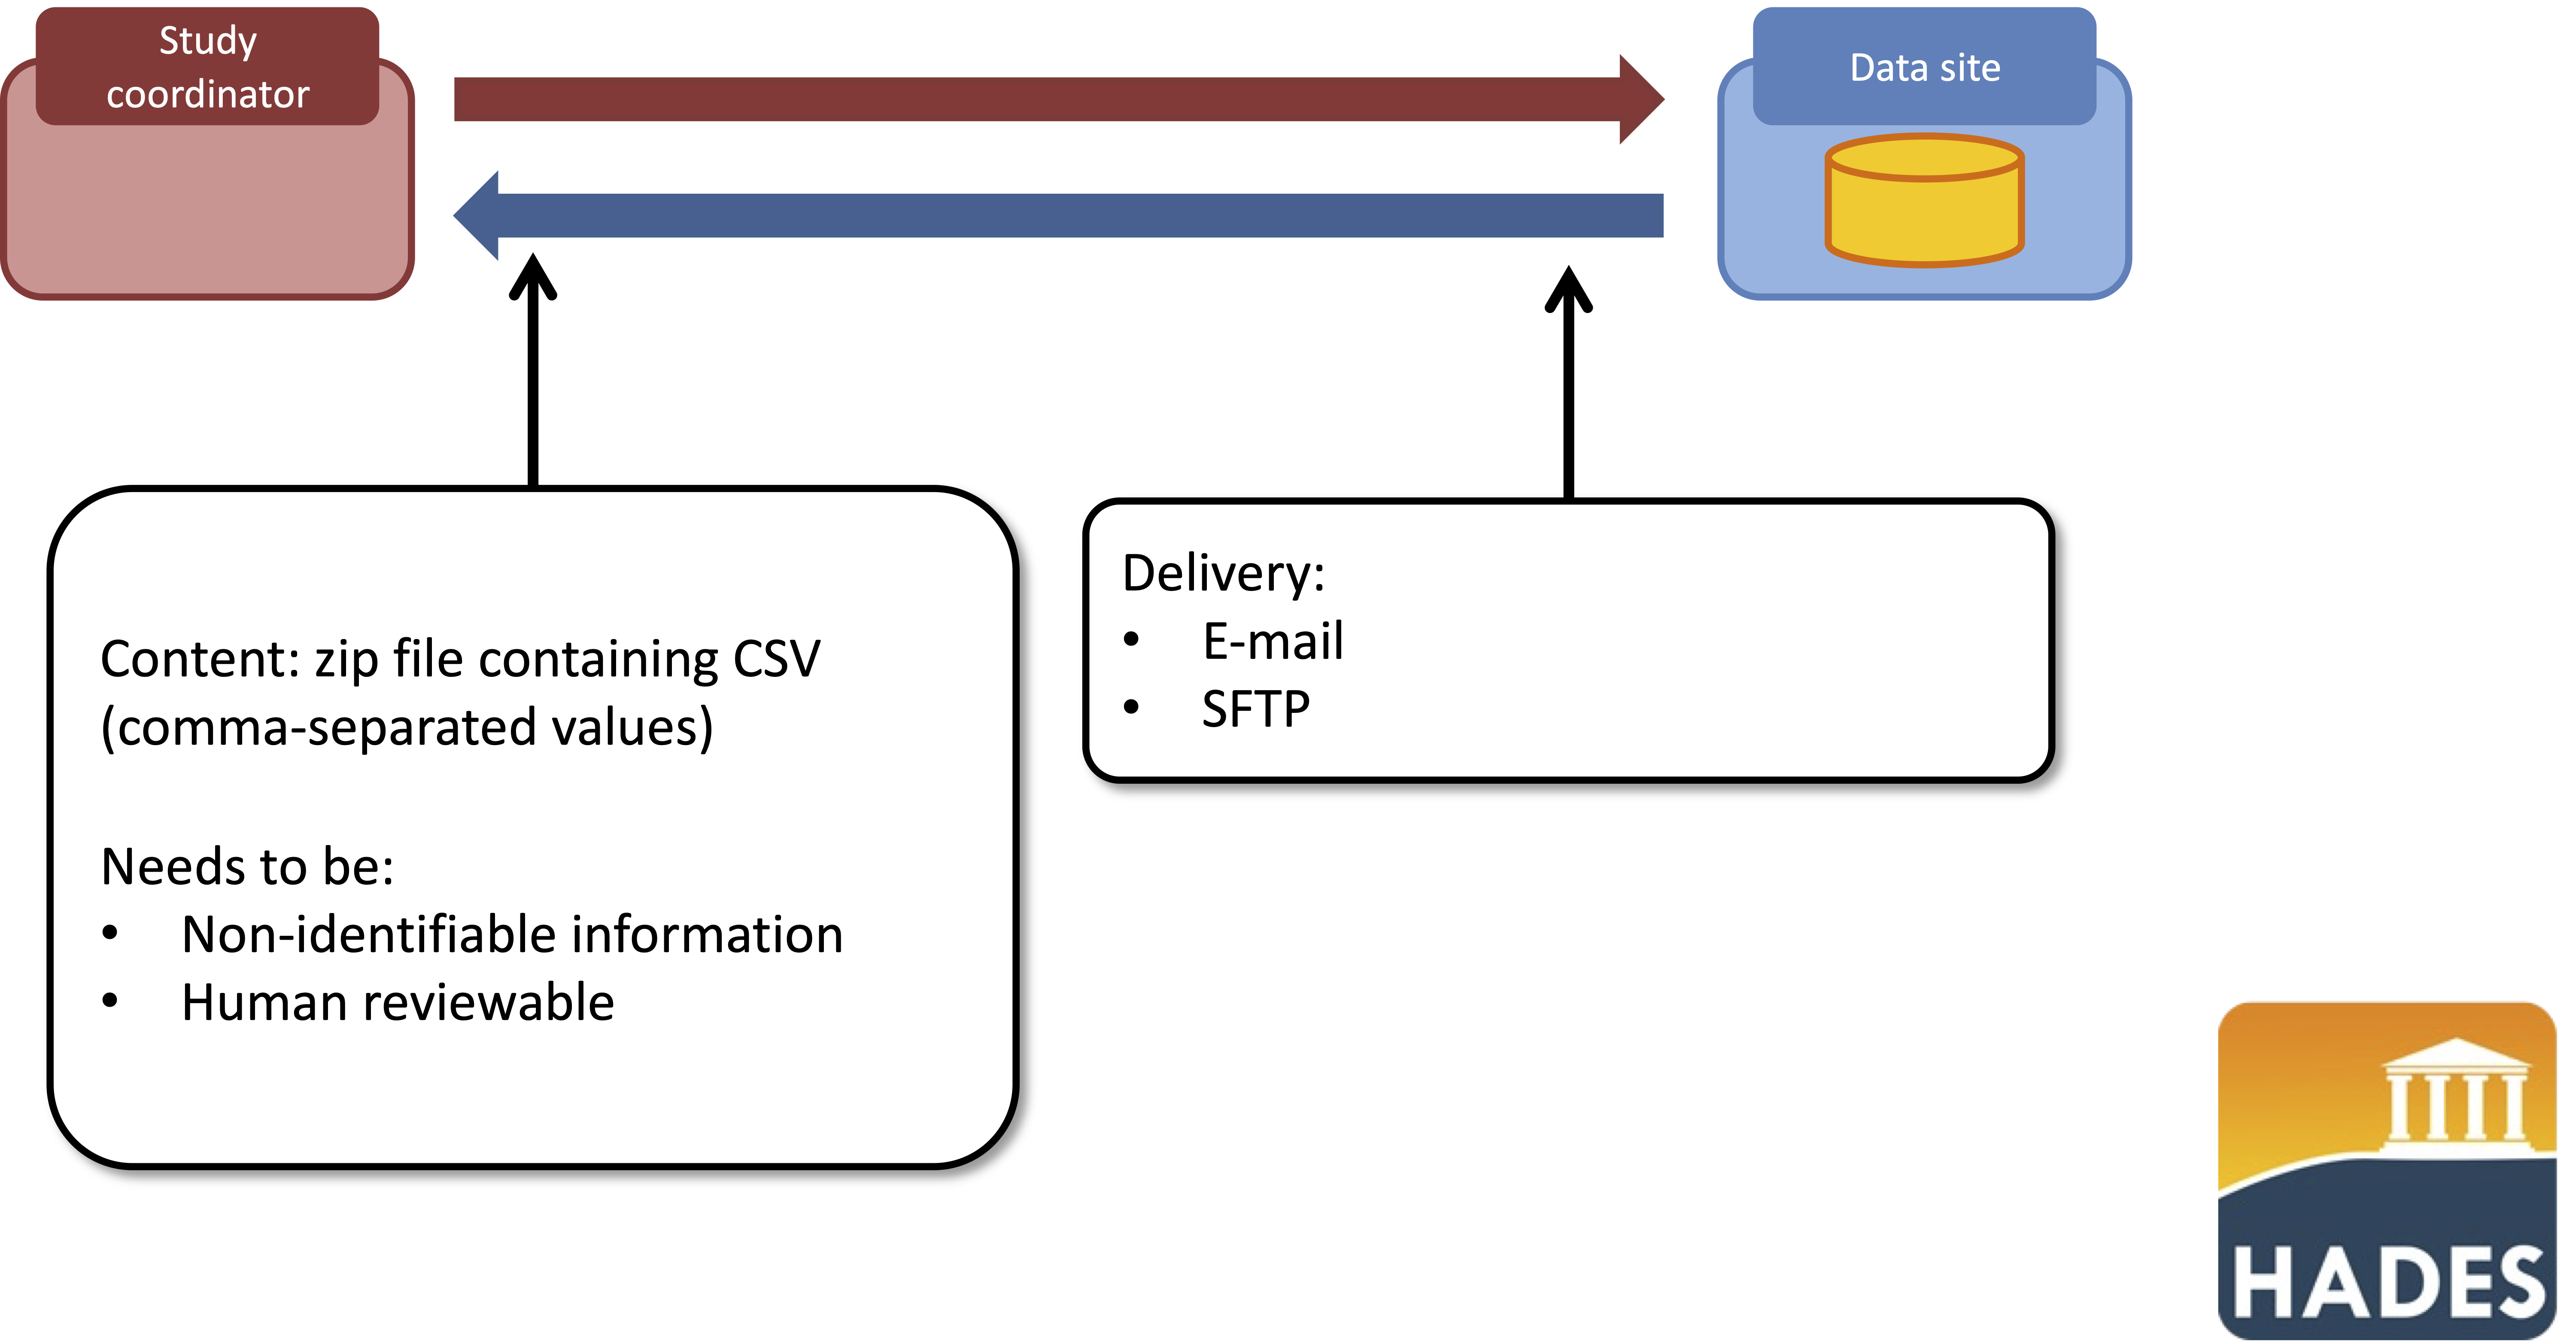 Study
coordinator
Data site
Content: zip file containing CSV
(comma-separated values)
Needs to be:
• Non-identifiable information
• Human reviewable
Delivery:
• E-mail
• SFTP
HADES